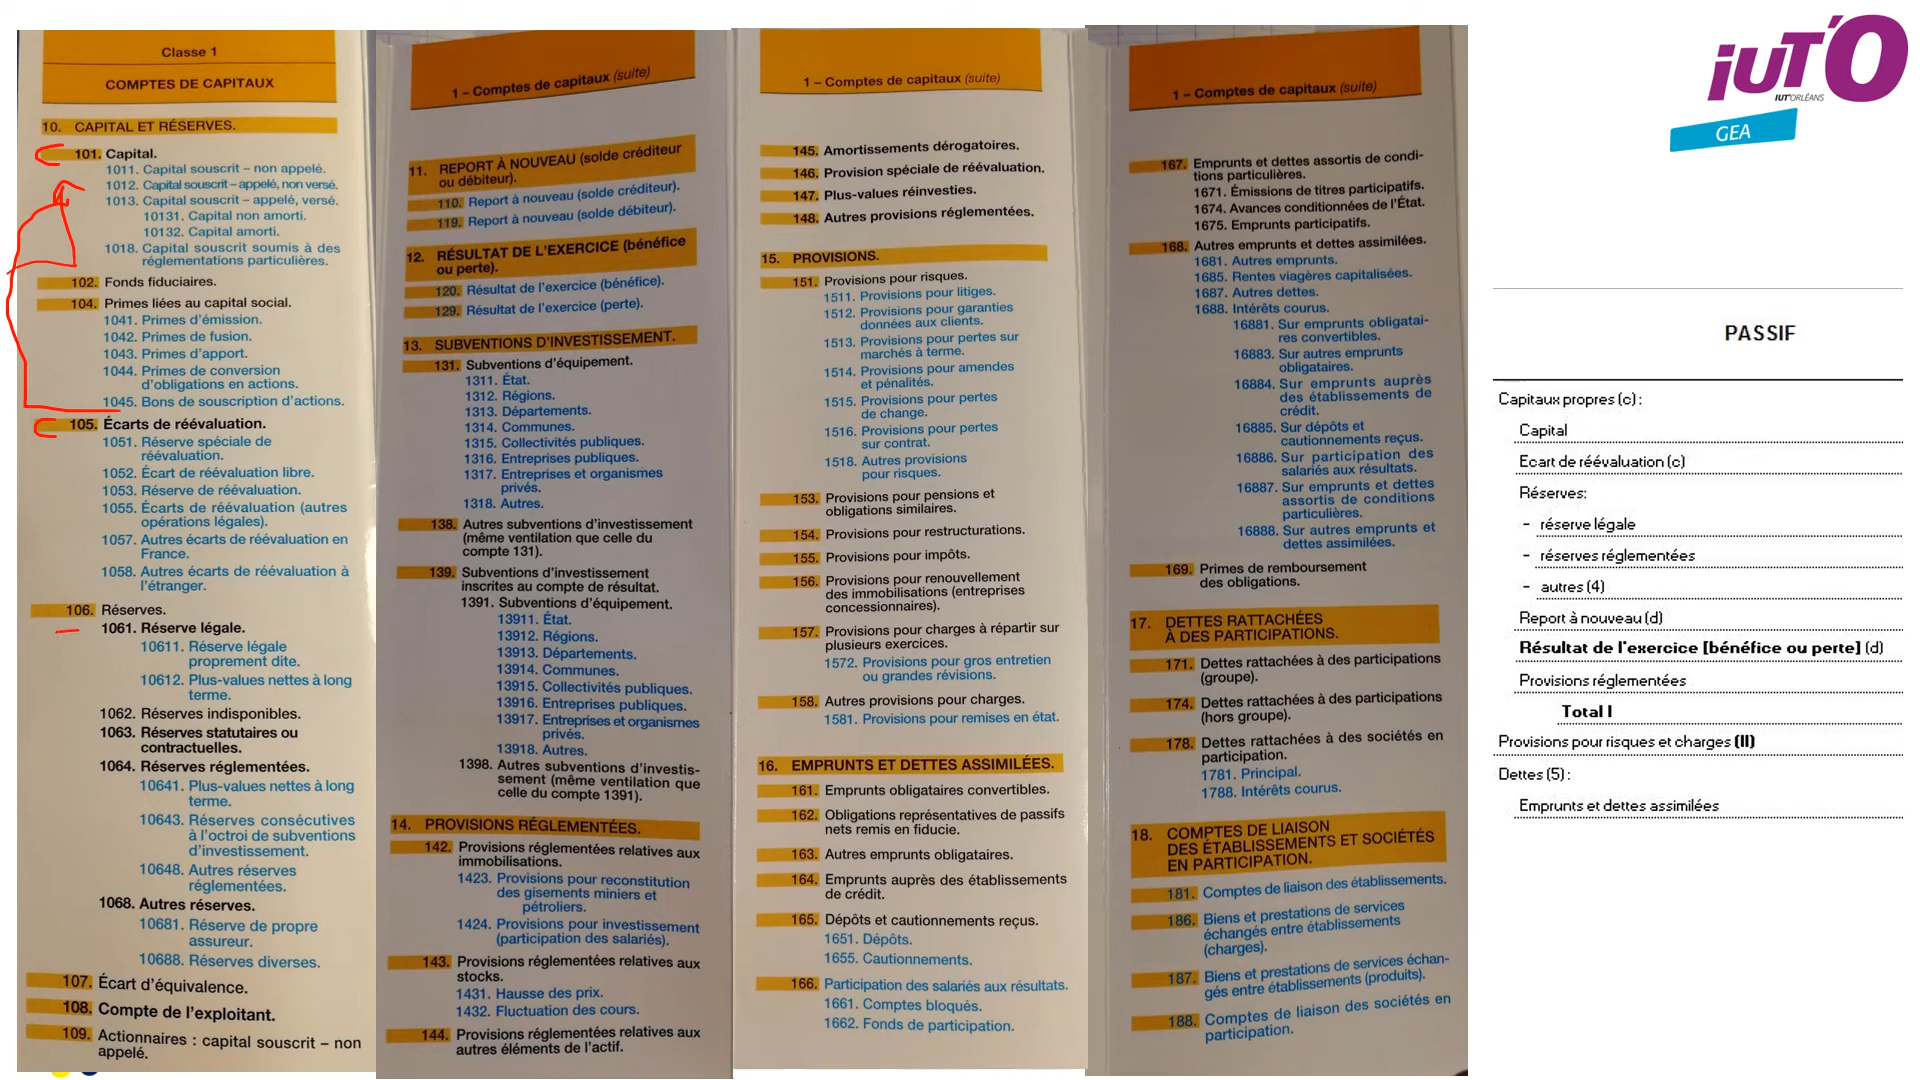 Classe 1
COMPTES DE CAPITAUX
10. CAPITAL ET RÉSERVES.
101. Capital.
1011. Capital souscrit – non appelé.
1012. Capital souscrit – appelé, non versé.
1013. Capital souscrit – appelé, versé.
10131. Capital non amorti.
10132. Capital amorti.
1018. Capital souscrit soumis à des
réglementations particulières.
102. Fonds fiduciaires.
104. Primes liées au capital social.
1041. Primes d'émission.
1042. Primes de fusion.
1043. Primes d'apport.
1044. Primes de conversion
d'obligations en actions.
1045. Bons de souscription d'actions.
105. Écarts de réévaluation.
1051. Réserve spéciale de
réévaluation.
1052. Écart de réévaluation libre.
1053. Réserve de réévaluation.
1055. Écarts de réévaluation (autres
opérations légales).
1057. Autres écarts de réévaluation en
France.
1058. Autres écarts de réévaluation à
l'étranger.
106. Réserves.
1061. Réserve légale.
10611. Réserve légale
proprement dite.
10612. Plus-values nettes à long
terme.
1062. Réserves indisponibles.
1063. Réserves statutaires ou
contractuelles.
1064. Réserves réglementées.
10641. Plus-values nettes à long
terme.
10643. Réserves consécutives
à l'octroi de subventions
d'investissement.
10648. Autres réserves
réglementées.
1068. Autres réserves.
10681. Réserve de propre
assureur.
10688. Réserves diverses.
107. Écart d'équivalence.
108. Compte de l'exploitant.
109. Actionnaires : capital souscrit – non
appelé.
1 – Comptes de capitaux (suite)
11. REPORT À NOUVEAU (solde créditeur
ou débiteur).
110. Report à nouveau (solde créditeur).
119. Report à nouveau (solde débiteur).
12. RÉSULTAT DE L'EXERCICE (bénéfice
ou perte).
120. Résultat de l'exercice (bénéfice).
129. Résultat de l'exercice (perte).
13. SUBVENTIONS D'INVESTISSEMENT.
131. Subventions d'équipement.
1311. État.
1312. Régions.
1313. Départements.
1314. Communes.
1315. Collectivités publiques.
1316. Entreprises publiques.
1317. Entreprises et organismes
privés.
1318. Autres.
138. Autres subventions d'investissement
(même ventilation que celle du
compte 131).
139. Subventions d'investissement
inscrites au compte de résultat.
1391. Subventions d'équipement.
13911. État.
13912. Régions.
13913. Départements.
13914. Communes.
13915. Collectivités publiques.
13916. Entreprises publiques.
13917. Entreprises et organismes
privés.
13918. Autres.
1398. Autres subventions d'investis-
sement (même ventilation que
celle du compte 1391).
14. PROVISIONS RÉGLEMENTÉES.
142. Provisions réglementées relatives aux
immobilisations.
1423. Provisions pour reconstitution
des gisements miniers et
pétroliers.
1424. Provisions pour investissement
(participation des salariés).
143. Provisions réglementées relatives aux
stocks.
1431. Hausse des prix.
1432. Fluctuation des cours.
144. Provisions réglementées relatives aux
autres éléments de l'actif.
1 – Comptes de capitaux (suite)
145. Amortissements dérogatoires.
146. Provision spéciale de réévaluation.
147. Plus-values réinvesties.
148. Autres provisions réglementées.
15. PROVISIONS.
151. Provisions pour risques.
1511. Provisions pour litiges.
1512. Provisions pour garanties
données aux clients.
1513. Provisions pour pertes sur
marchés à terme.
1514. Provisions pour amendes
et pénalités.
1515. Provisions pour pertes
de change.
1516. Provisions pour pertes
sur contrat.
1518. Autres provisions
pour risques.
153. Provisions pour pensions et
obligations similaires.
154. Provisions pour restructurations.
155. Provisions pour impôts.
156. Provisions pour renouvellement
des immobilisations (entreprises
concessionnaires).
157. Provisions pour charges à répartir sur
plusieurs exercices.
1572. Provisions pour gros entretien
ou grandes révisions.
158. Autres provisions pour charges.
1581. Provisions pour remises en état.
16. EMPRUNTS ET DETTES ASSIMILÉES.
161. Emprunts obligataires convertibles.
162. Obligations représentatives de passifs
nets remis en fiducie.
163. Autres emprunts obligataires.
164. Emprunts auprès des établissements
de crédit.
165. Dépôts et cautionnements reçus.
1651. Dépôts.
1655. Cautionnements.
166. Participation des salariés aux résultats.
1661. Comptes bloqués.
1662. Fonds de participation.
1 – Comptes de capitaux (suite)
167. Emprunts et dettes assortis de condi-
tions particulières.
1671. Émissions de titres participatifs.
1674. Avances conditionnées de l'État.
1675. Emprunts participatifs.
168. Autres emprunts et dettes assimilées.
1681. Autres emprunts.
1685. Rentes viagères capitalisées.
1687. Autres dettes.
1688. Intérêts courus.
16881. Sur emprunts obligatai-
res convertibles.
16883. Sur autres emprunts
obligataires.
16884. Sur emprunts auprès
des établissements de
crédit.
16885. Sur dépôts et
cautionnements reçus.
16886. Sur participation des
salariés aux résultats.
16887. Sur emprunts et dettes
assortis de conditions
particulières.
16888. Sur autres emprunts et
dettes assimilées.
169. Primes de remboursement
des obligations.
17. DETTES RATTACHÉES
À DES PARTICIPATIONS.
171. Dettes rattachées à des participations
(groupe).
174. Dettes rattachées à des participations
(hors groupe).
178. Dettes rattachées à des sociétés en
participation.
1781. Principal.
1788. Intérêts courus.
18. COMPTES DE LIAISON
DES ÉTABLISSEMENTS ET SOCIÉTÉS
EN PARTICIPATION.
181. Comptes de liaison des établissements.
186. Biens et prestations de services
échangés entre établissements
(charges).
187. Biens et prestations de services échan-
gés entre établissements (produits).
188. Comptes de liaison des sociétés en
participation.
iUT'O
IUT'ORLÉANS
GEA
PASSIF
Capitaux propres (c) :
Capital
Ecart de réévaluation (c)
Réserves:
- réserve légale
- réserves réglementées
- autres (4)
Report à nouveau (d)
Résultat de l'exercice [bénéfice ou perte] (d)
Provisions réglementées
Total I
Provisions pour risques et charges (II)
Dettes (5) :
Emprunts et dettes assimilées